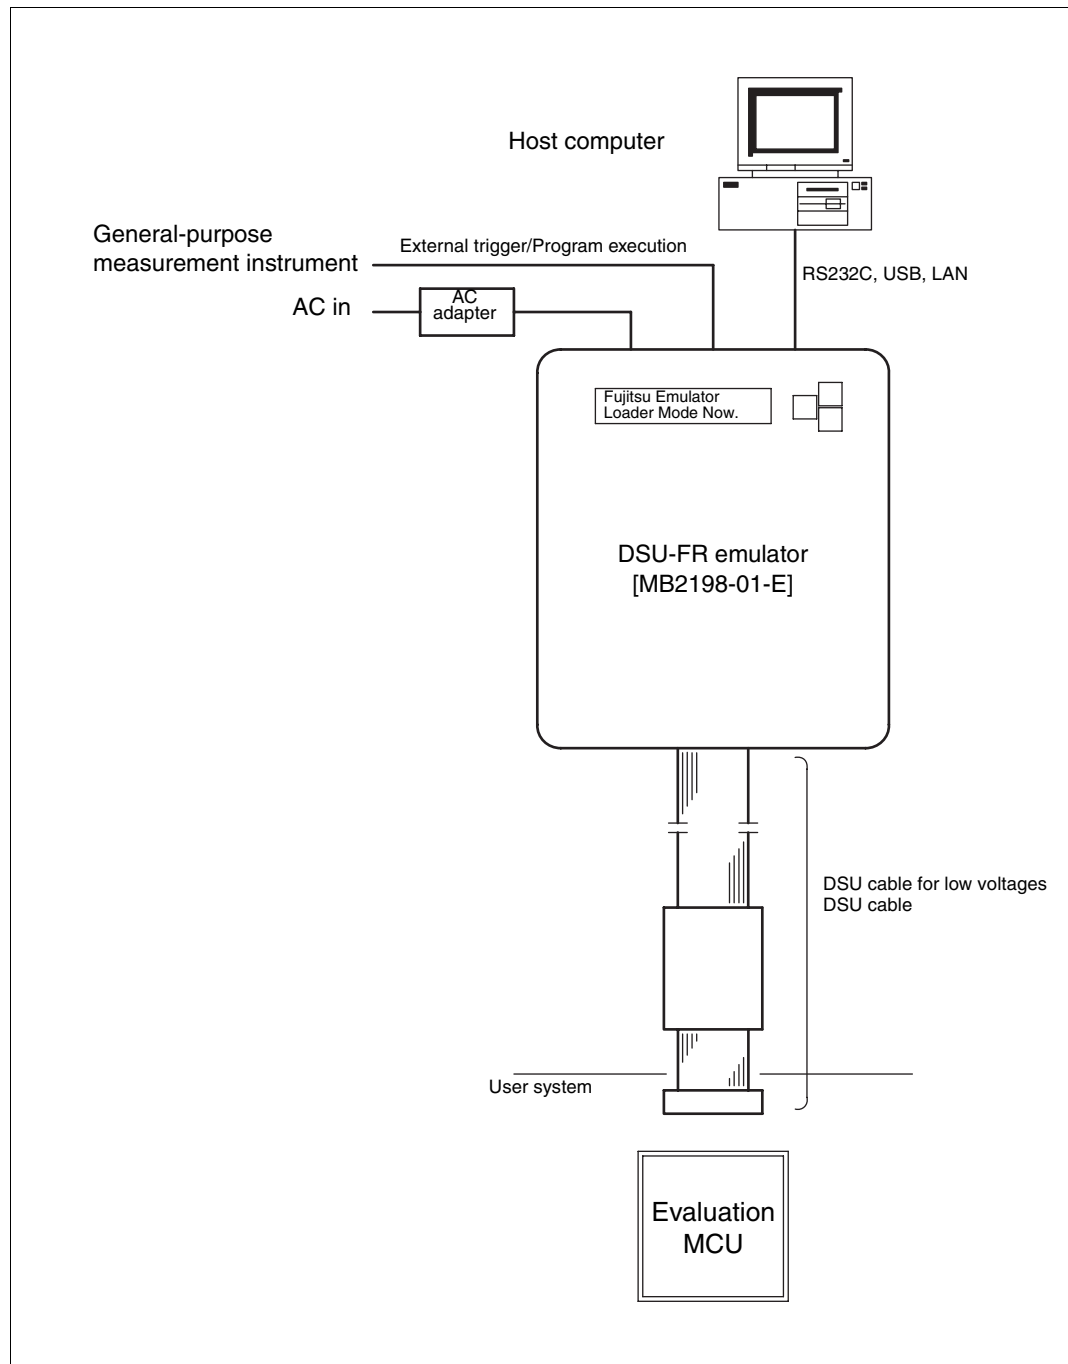 Host computer
General-purpose
measurement instrument
External trigger/Program execution
RS232C, USB, LAN
AC in
AC
adapter
Fujitsu Emulator
Loader Mode Now.
DSU-FR emulator
[MB2198-01-E]
DSU cable for low voltages
DSU cable
User system
Evaluation
MCU